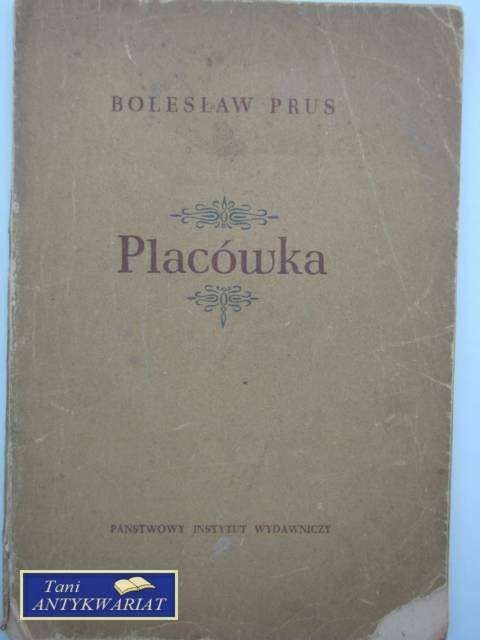 BOLESŁAW PRUS
Placówka
PAŃSTWOWY INSTYTUT WYDAWNICZY
Tani
ANTYKWARIAT